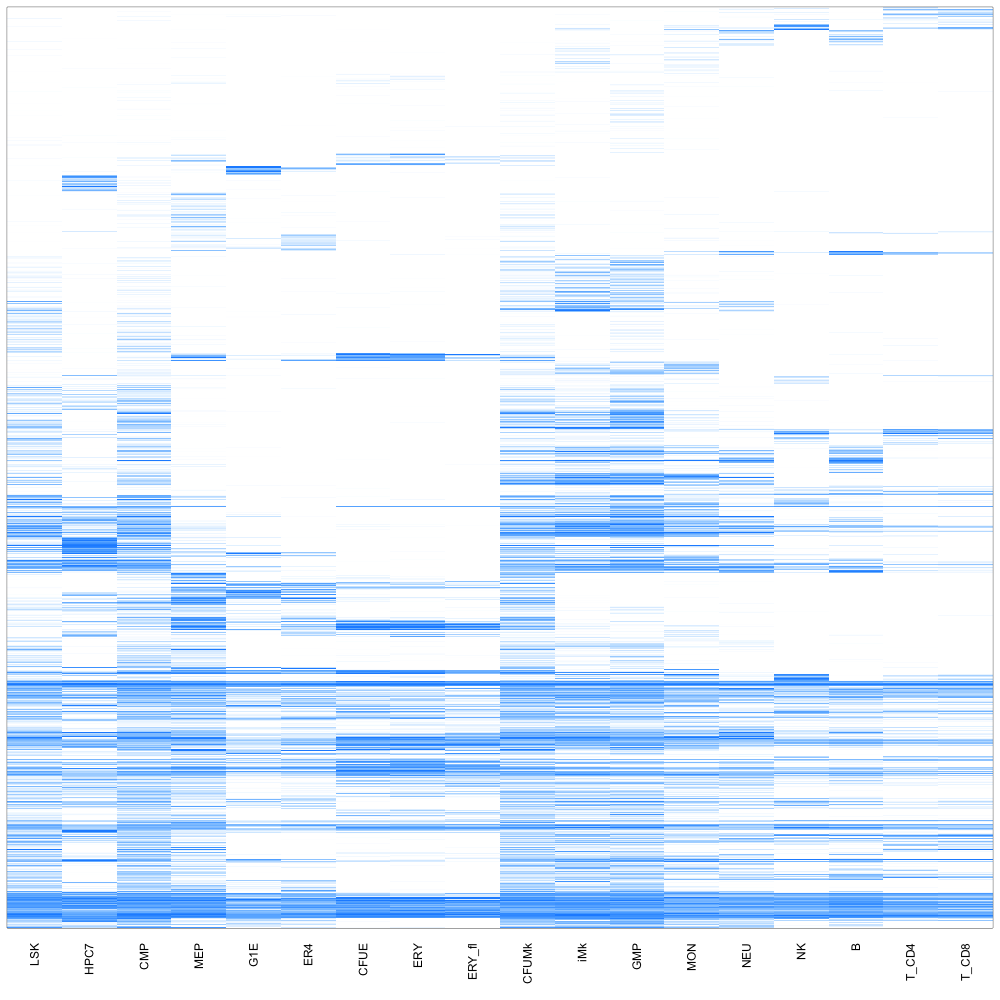 LSK
HPC7
CMP
MEP
G1E
ER4
CFUE
ERY
ERY_fl
CFUMk
iMk
GMP
MON
NEU
NK
B
T_CD4
T_CD8